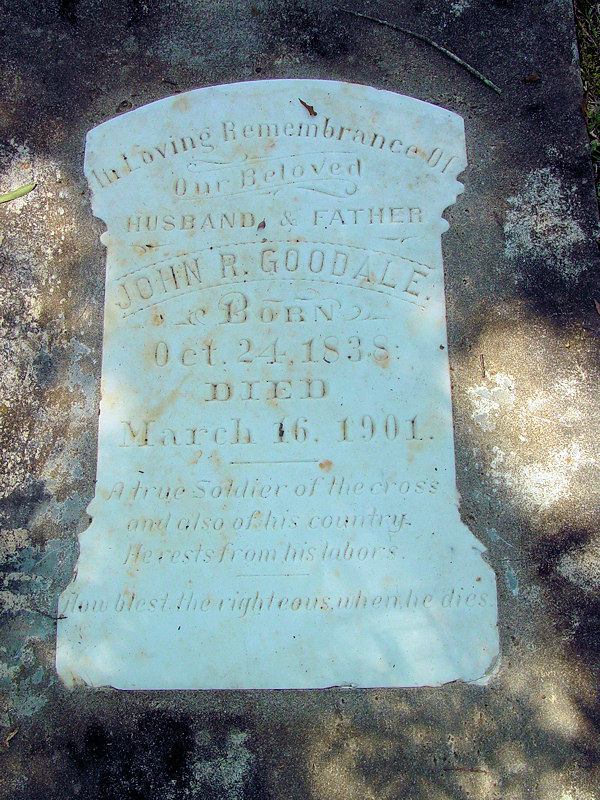 In Loving Remembrance Of
Our Beloved
HUSBAND & FATHER
JOHN R. GOODALE.
BORN
Oct. 24. 1838.
DIED
March 16. 1901.
A true Soldier of the cross
and also of his country.
He rests from his labors.
How blest the righteous, when he dies.